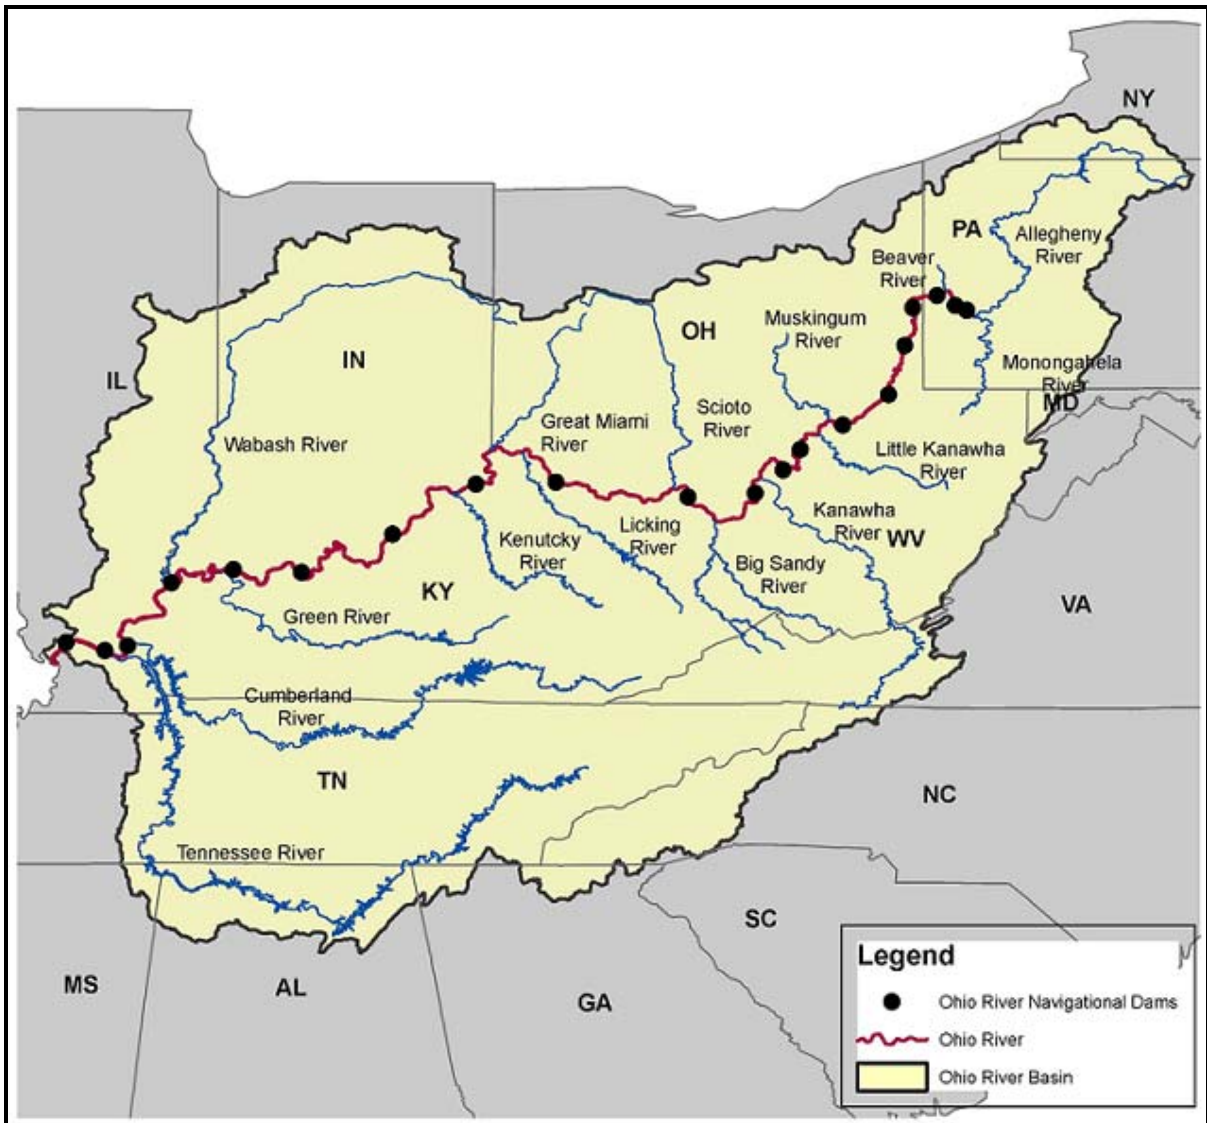 NY
PA
Allegheny
River
Beaver
River
OH
Muskingum
River
IN
IL
Monongahela
River
MD
Scioto
River
Great Miami
River
Wabash River
Little Kanawha
River
Kanawha
River
WV
Licking
River
Kenutcky
River
Big Sandy
River
KY
VA
Green River
Cumberland
River
TN
NC
Tennessee River
SC
MS
AL
GA
Legend
Ohio River Navigational Dams
Ohio River
Ohio River Basin